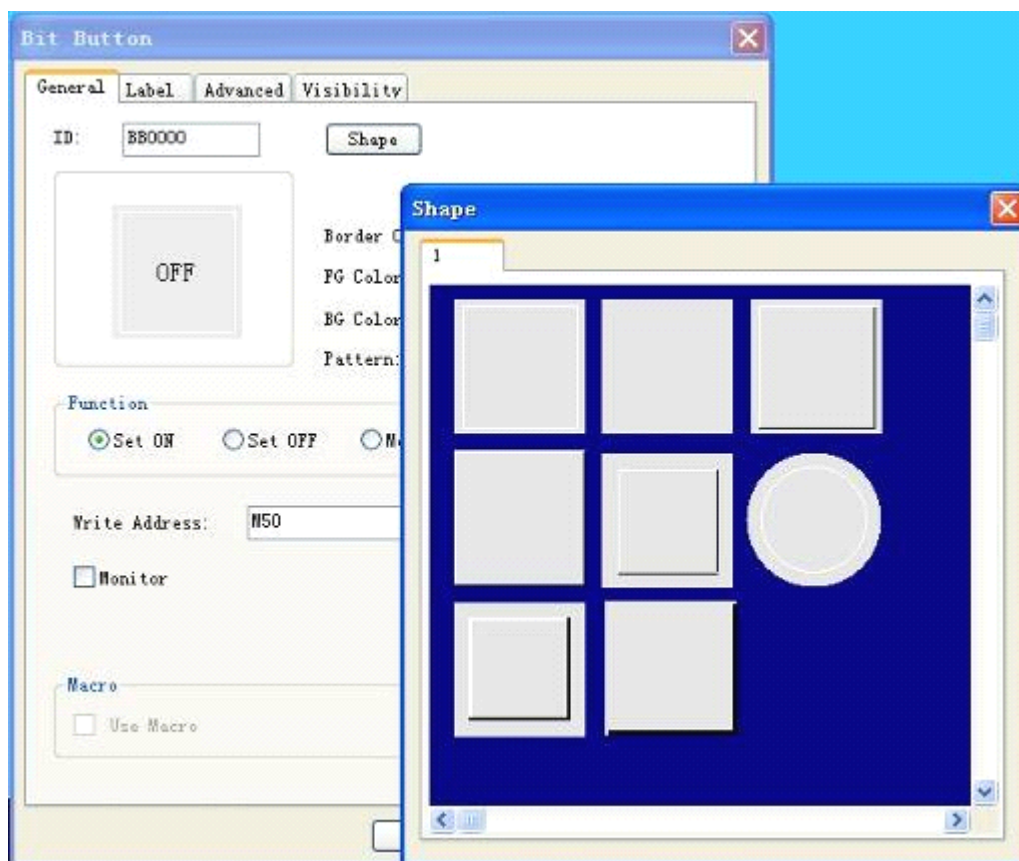 Bit Button
General Label Advanced Visibility
ID: BB0000 Shape
OFF
Shape
1
Border C
FG Color
BG Color
Pattern:
Function
Set ON Set OFF M
Write Address: M50
Monitor
Macro
Use Macro